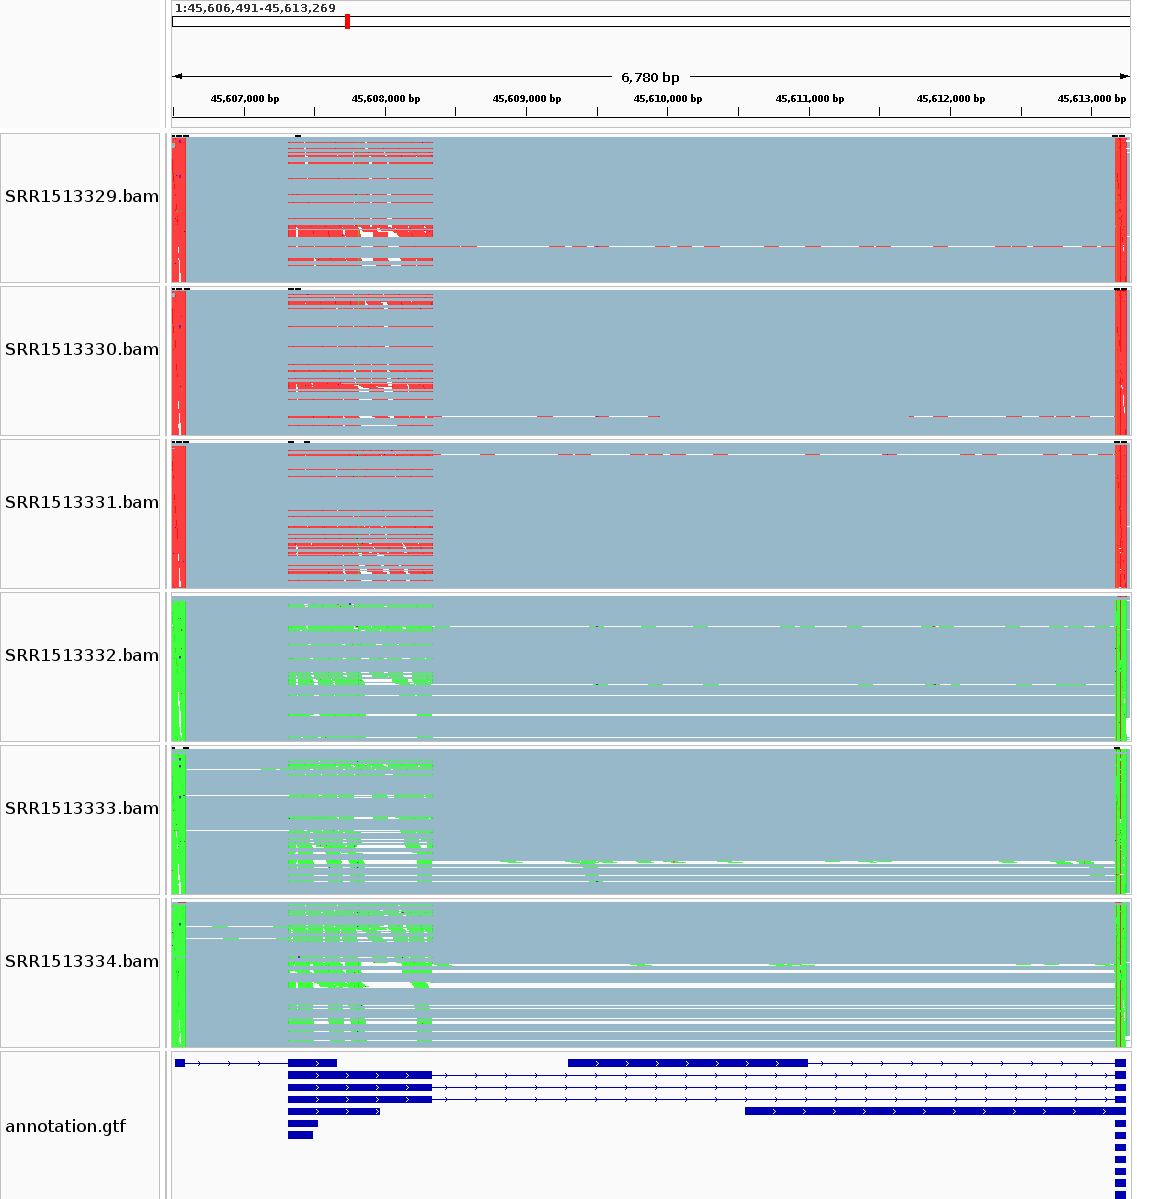 1:45,606,491-45,613,269
6,780 bp
45,607,000 bp 45,608,000 bp 45,609,000 bp 45,610,000 bp 45,611,000 bp 45,612,000 bp 45,613,000 bp
SRR1513329.bam
SRR1513330.bam
SRR1513331.bam
SRR1513332.bam
SRR1513333.bam
SRR1513334.bam
annotation.gtf